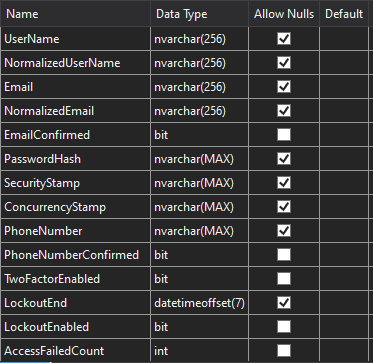 Name Data Type Allow Nulls Default
UserName nvarchar(256)
NormalizedUserName nvarchar(256)
Email nvarchar(256)
NormalizedEmail nvarchar(256)
EmailConfirmed bit
PasswordHash nvarchar(MAX)
SecurityStamp nvarchar(MAX)
ConcurrencyStamp nvarchar(MAX)
PhoneNumber nvarchar(MAX)
PhoneNumberConfirmed bit
TwoFactorEnabled bit
LockoutEnd datetimeoffset(7)
LockoutEnabled bit
AccessFailedCount int